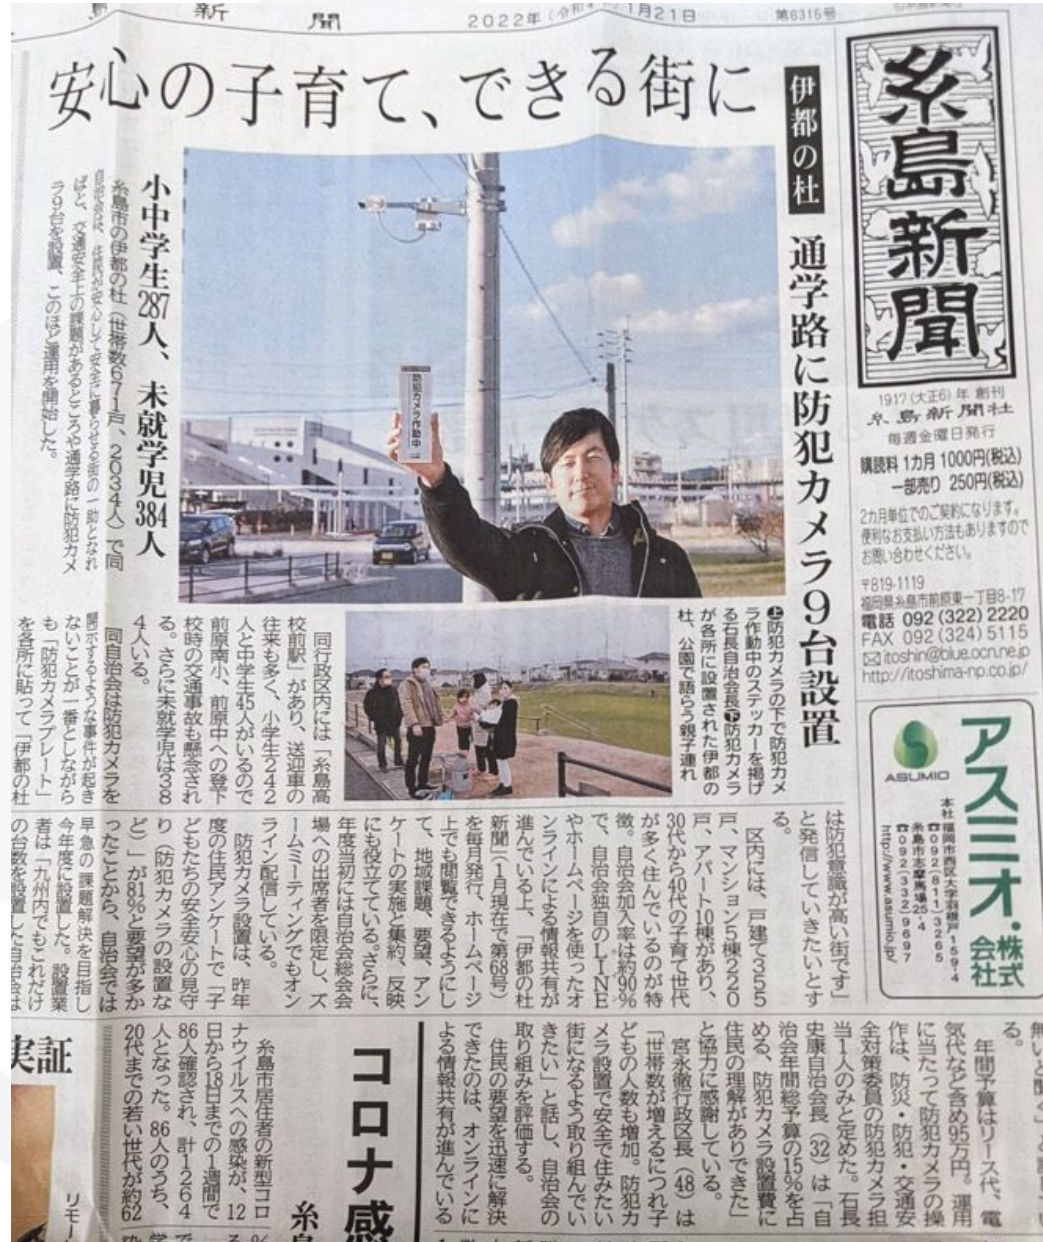 新
聞
2022年
1月21日
第6315号
糸島新聞
1917(大正6)年 創刊
糸島新聞社
毎週金曜日発行
購読料 1カ月 1000円(税込)
一部売り 250円(税込)
2カ月単位でのご契約になります。
便利なお支払い方法もありますので
お問い合わせください。
〒819-1119
福岡県糸島市前原東一丁目8-17
電話 092(322)2220
FAX 092(324)5115
itoshin@blue.ocn.ne.jp
http://itoshima-np.co.jp/
アスミオ.株式会社
ASUMIO
本社 福岡市西区大字羽根戸
糸島市志摩馬場25-4
☎092(332)9697
http://www.asumio.jp/
安心の子育て、できる街に
伊都の杜
通学路に防犯カメラ9台設置
防犯カメラ作動中
小中学生287人、未就学児384人
糸島市の伊都の杜(世帯数671戸、2034人)で同
自治会は、住民が安心して安全に暮らせる街の一助となれ
ばと、交通安全上の課題があるところや通学路に防犯カメ
ラ9台を設置、このほど運用を開始した。
上防犯カメラの下で防犯カメ
ラ作動中のステッカーを掲げ
る石長自治会長下防犯カメラ
が各所に設置された伊都の
杜、公園で語らう親子連れ
同行政区内には「糸島高
校前駅」があり、送迎車の
往来も多く、小学生242
人と中学生45人がいるので
前原南小、前原中への登下
校時の交通事故も懸念され
る。さらに未就学児は38
4人いる。
同自治会は防犯カメラを
開示するような事件が起き
ないことが一番としながら
も「防犯カメラプレート」
を各所に貼って「伊都の杜
は防犯意識が高い街です」
と発信していきたいとす
る。
区内には、戸建て355
戸、マンション5棟220
戸、アパート10棟があり、
30代から40代の子育て世代
が多く住んでいるのが特
徴。自治会加入率は約90%
で、自治会独自のLINE
やホームページを使ったオ
ンラインによる情報共有が
進んでいる上、「伊都の杜
新聞」(1月現在で第68号)
を毎月発行、ホームページ
上でも閲覧できるようにし
て、地域課題、要望、アン
ケートの実施と集約、反映
にも役立てている。さらに、
年度当初には自治会総会会
場への出席者を限定し、ズ
ームミーティングでもオン
ライン配信している。
防犯カメラ設置は、昨年
度の住民アンケートで「子
どもたちの安全安心の見守
り(防犯カメラの設置な
ど)」が81%と要望が多か
ったことから、自治会では
早急の課題解決を目指し
今年度に設置した。設置業
者は「九州内でもこれだけ
の台数を設置した自治会は
無いと聞く」と
る。
年間予算はリース代、電
気代など含め95万円。運用
に当たって防犯カメラの操
作は、防災・防犯・交通安
全対策委員の防犯カメラ担
当1人のみと定めた。石長
史康自治会長(32)は「自
治会年間総予算の15%を占
める、防犯カメラ設置費に
住民の理解がありできた」
と協力に感謝している。
宮永徹行政区長(48)は
「世帯数が増えるにつれ子
どもの人数も増加。防犯カ
メラ設置で安全で住みたい
街になるよう取り組んでい
きたい」と話し、自治会の
取り組みを評価する。
住民の要望を迅速に解決
できたのは、オンラインに
よる情報共有が進んでいる
コロナ感
糸島
糸島市居住者の新型コロ
ナウイルスへの感染が、12
日から18日までの1週間で
86人確認され、計1264
人となった。86人のうち、
20代までの若い世代が約62
実証
リモー